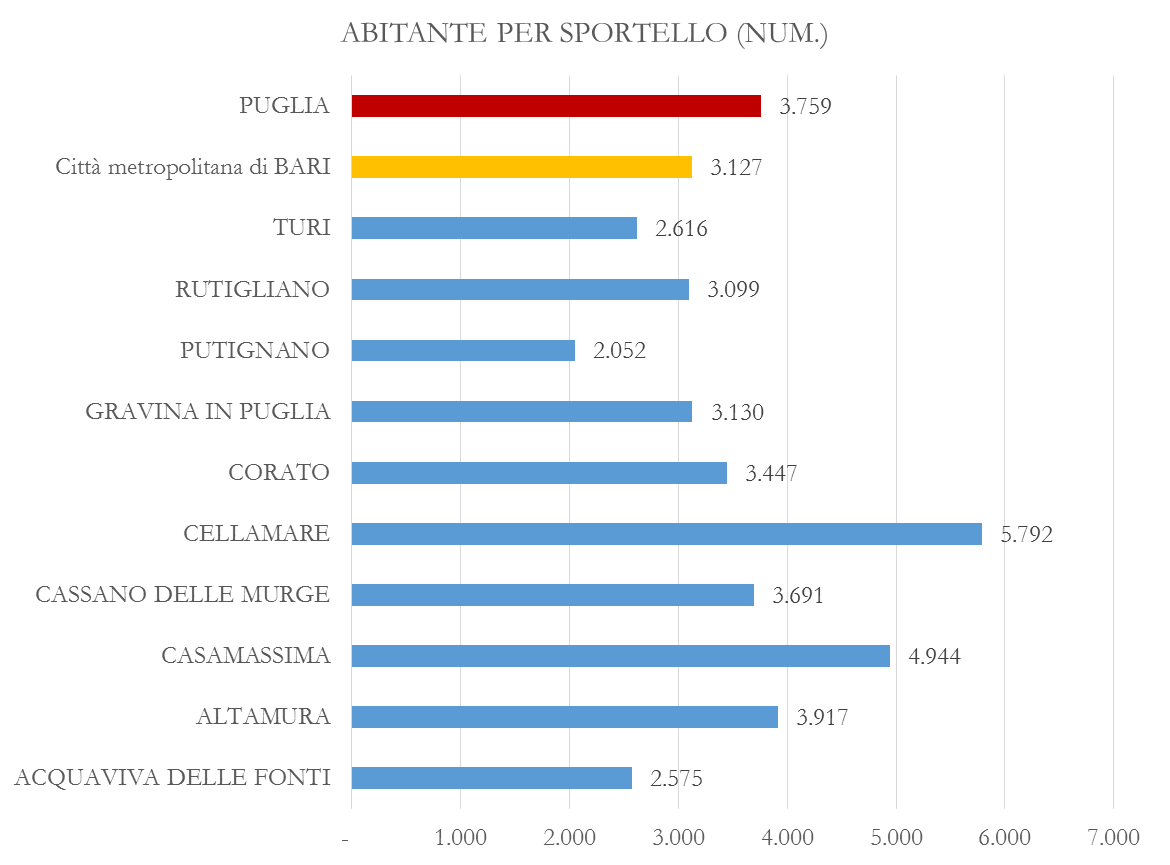 ABITANTE PER SPORTELLO (NUM.)
PUGLIA 3.759
Città metropolitana di BARI 3.127
TURI 2.616
RUTIGLIANO 3.099
PUTIGNANO 2.052
GRAVINA IN PUGLIA 3.130
CORATO 3.447
CELLAMARE 5.792
CASSANO DELLE MURGE 3.691
CASAMASSIMA 4.944
ALTAMURA 3.917
ACQUAVIVA DELLE FONTI 2.575
- 1.000 2.000 3.000 4.000 5.000 6.000 7.000